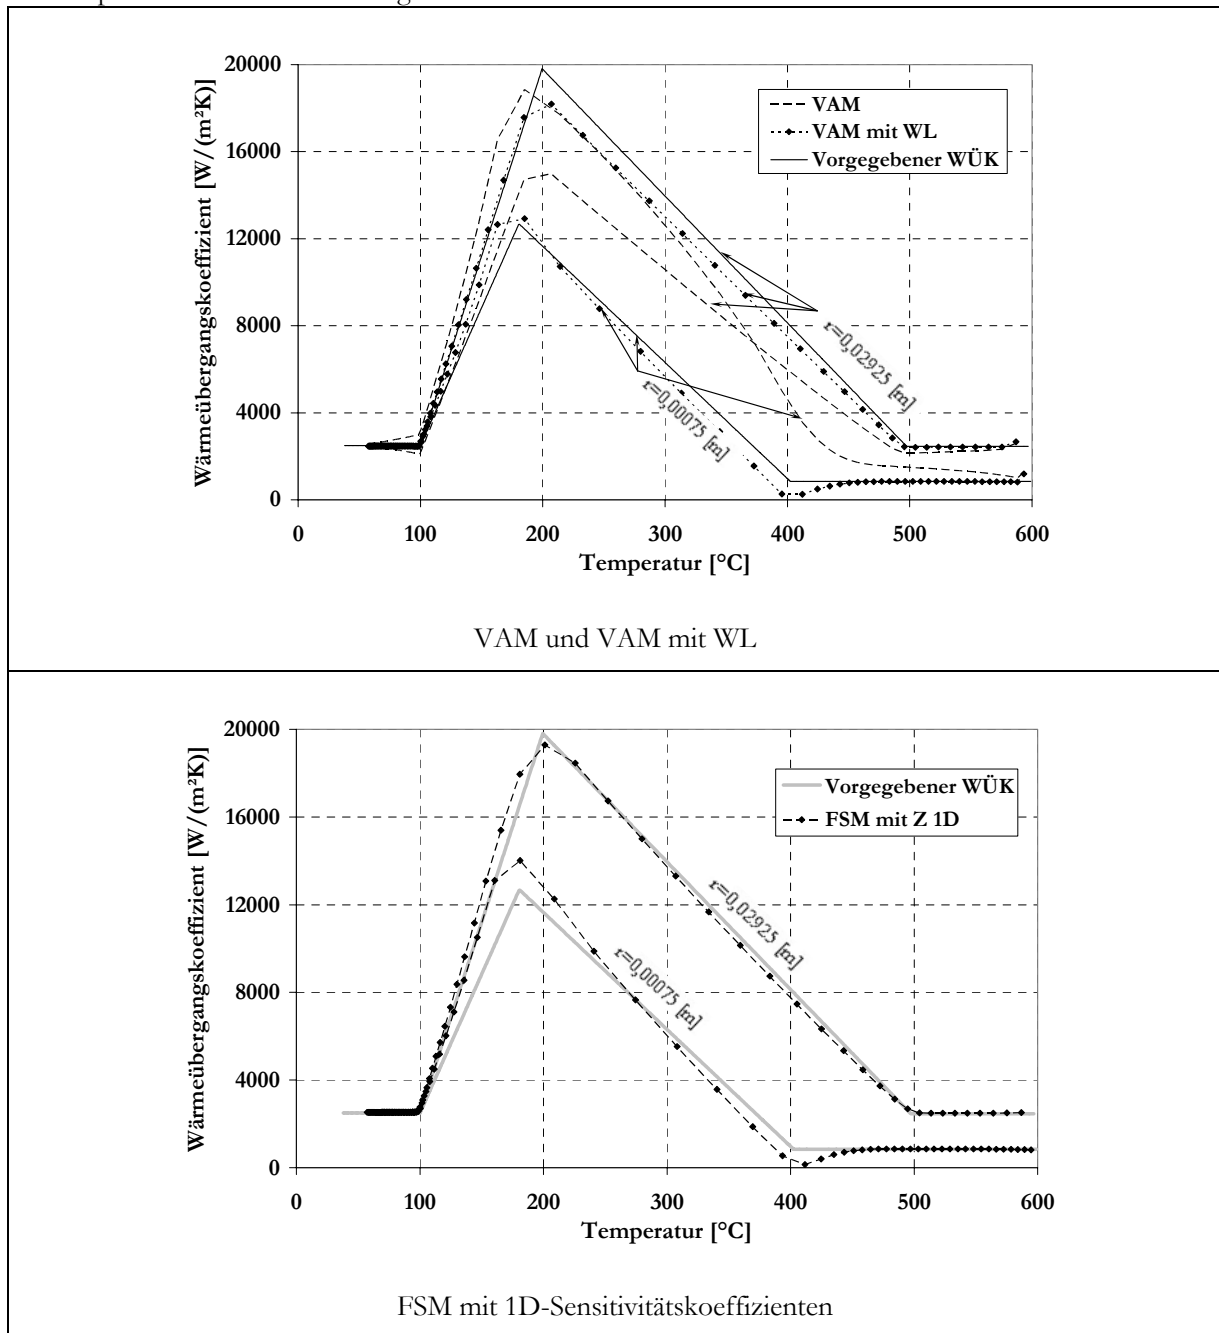 20000
16000
12000
8000
4000
0
Wärmeübergangskoeffizient [W/(m²K)]
VAM
VAM mit WL
Vorgegebener WÜK
r=0,02925 [m]
r=0,00075 [m]
0 100 200 300 400 500 600
Temperatur [°C]
VAM und VAM mit WL
20000
16000
12000
8000
4000
0
Wärmeübergangskoeffizient [W/(m²K)]
Vorgegebener WÜK
FSM mit Z 1D
r=0,02925 [m]
r=0,00075 [m]
0 100 200 300 400 500 600
Temperatur [°C]
FSM mit 1D-Sensitivitätskoeffizienten